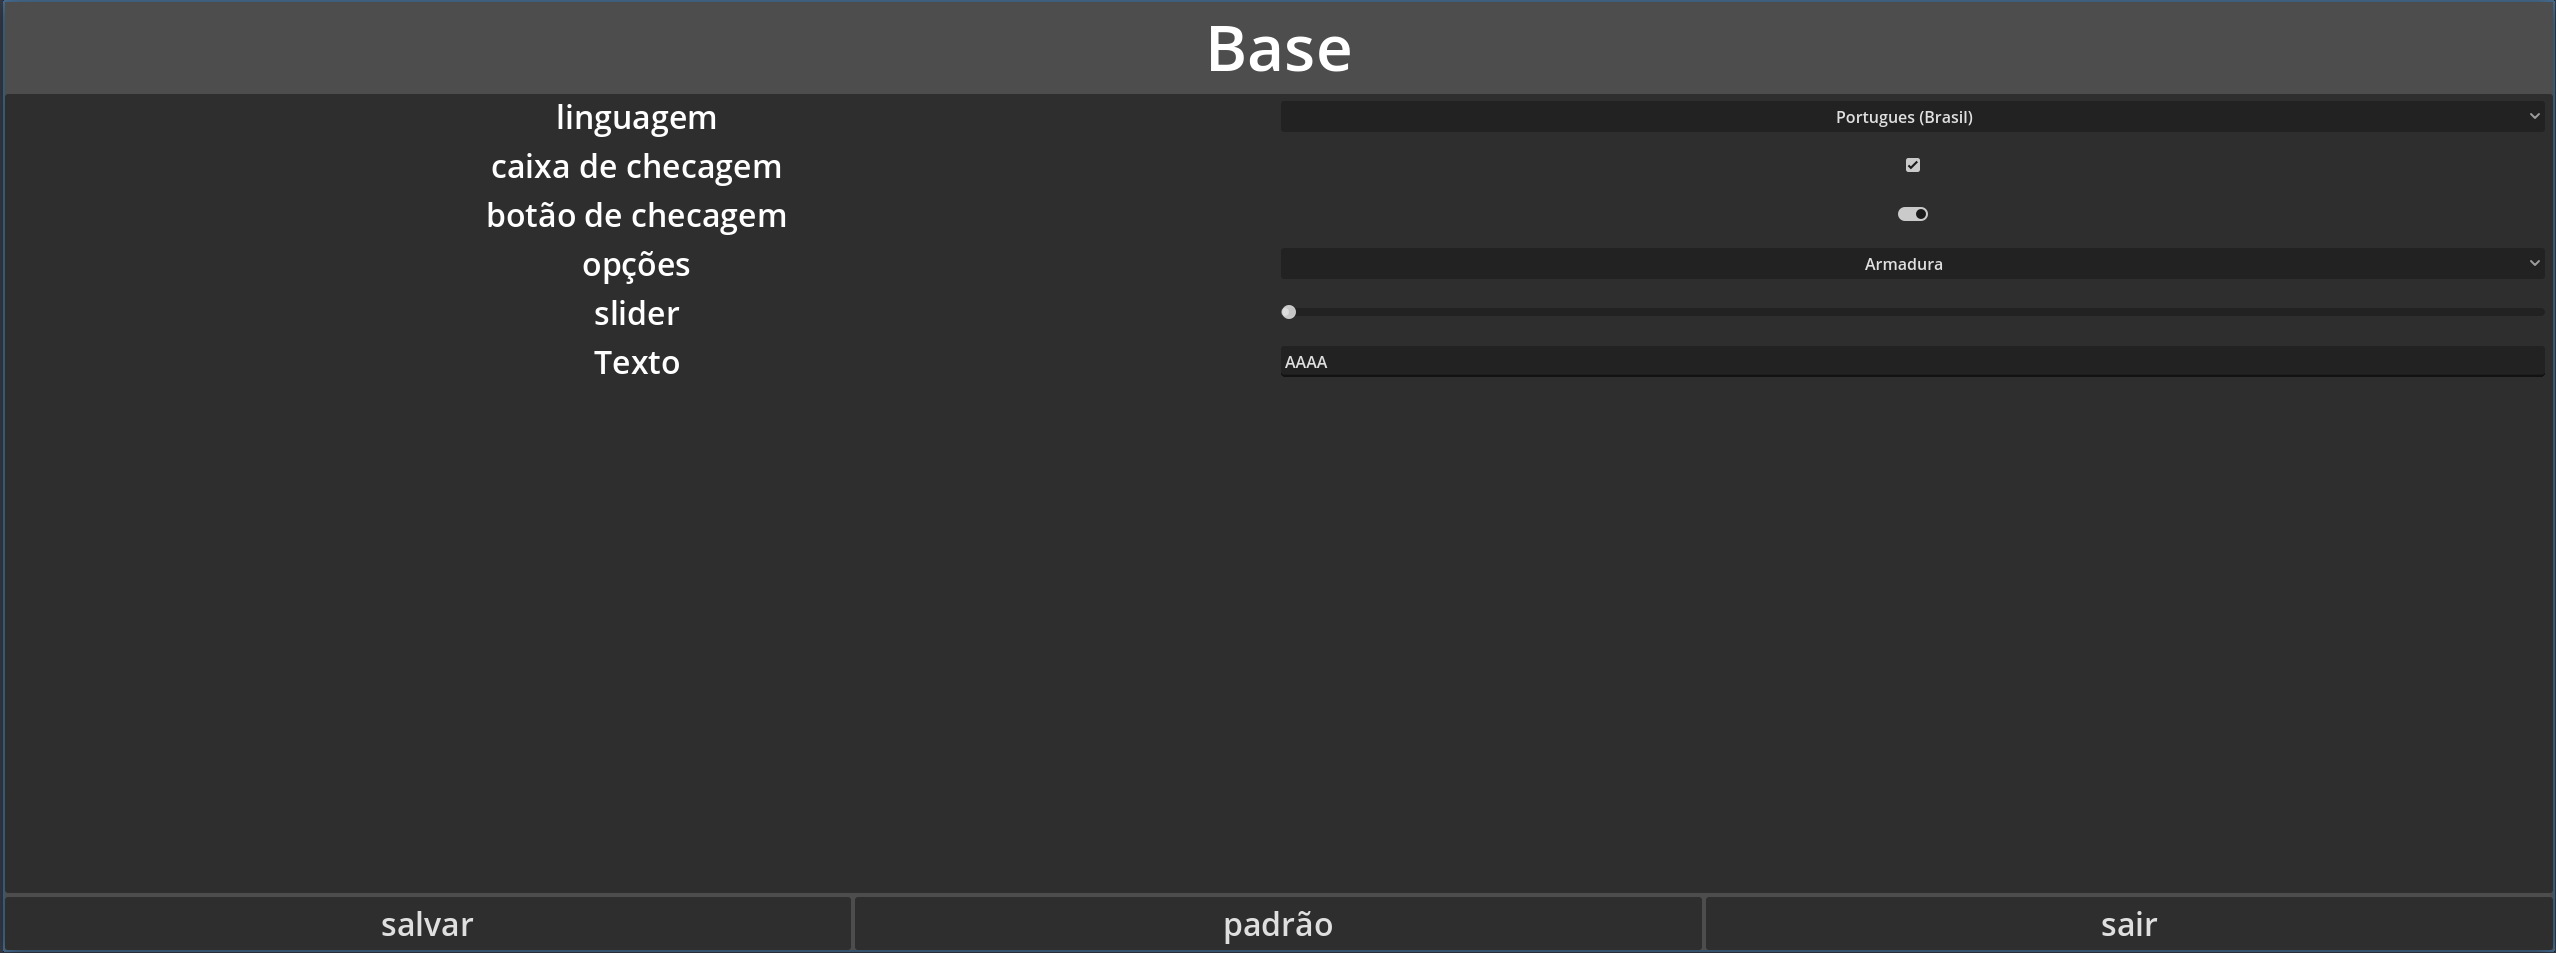 Base
linguagem Portugues (Brasil)
caixa de checagem
botão de checagem
opções Armadura
slider
Texto AAAA
salvar padrão sair